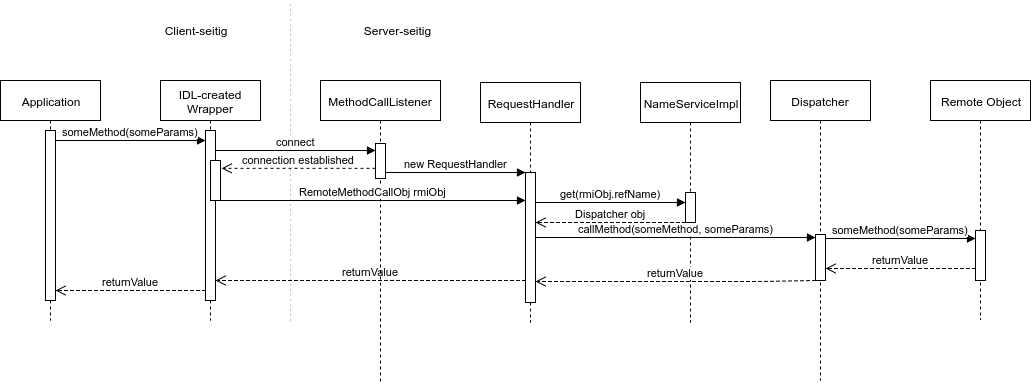 Client-seitig
Server-seitig
Application
IDL-created
Wrapper
MethodCallListener
RequestHandler
NameServiceImpl
Dispatcher
Remote Object
someMethod(someParams)
connect
connection established
new RequestHandler
RemoteMethodCallObj rmiObj
get(rmiObj.refName)
Dispatcher obj
callMethod(someMethod, someParams)
someMethod(someParams)
returnValue
returnValue
returnValue
returnValue